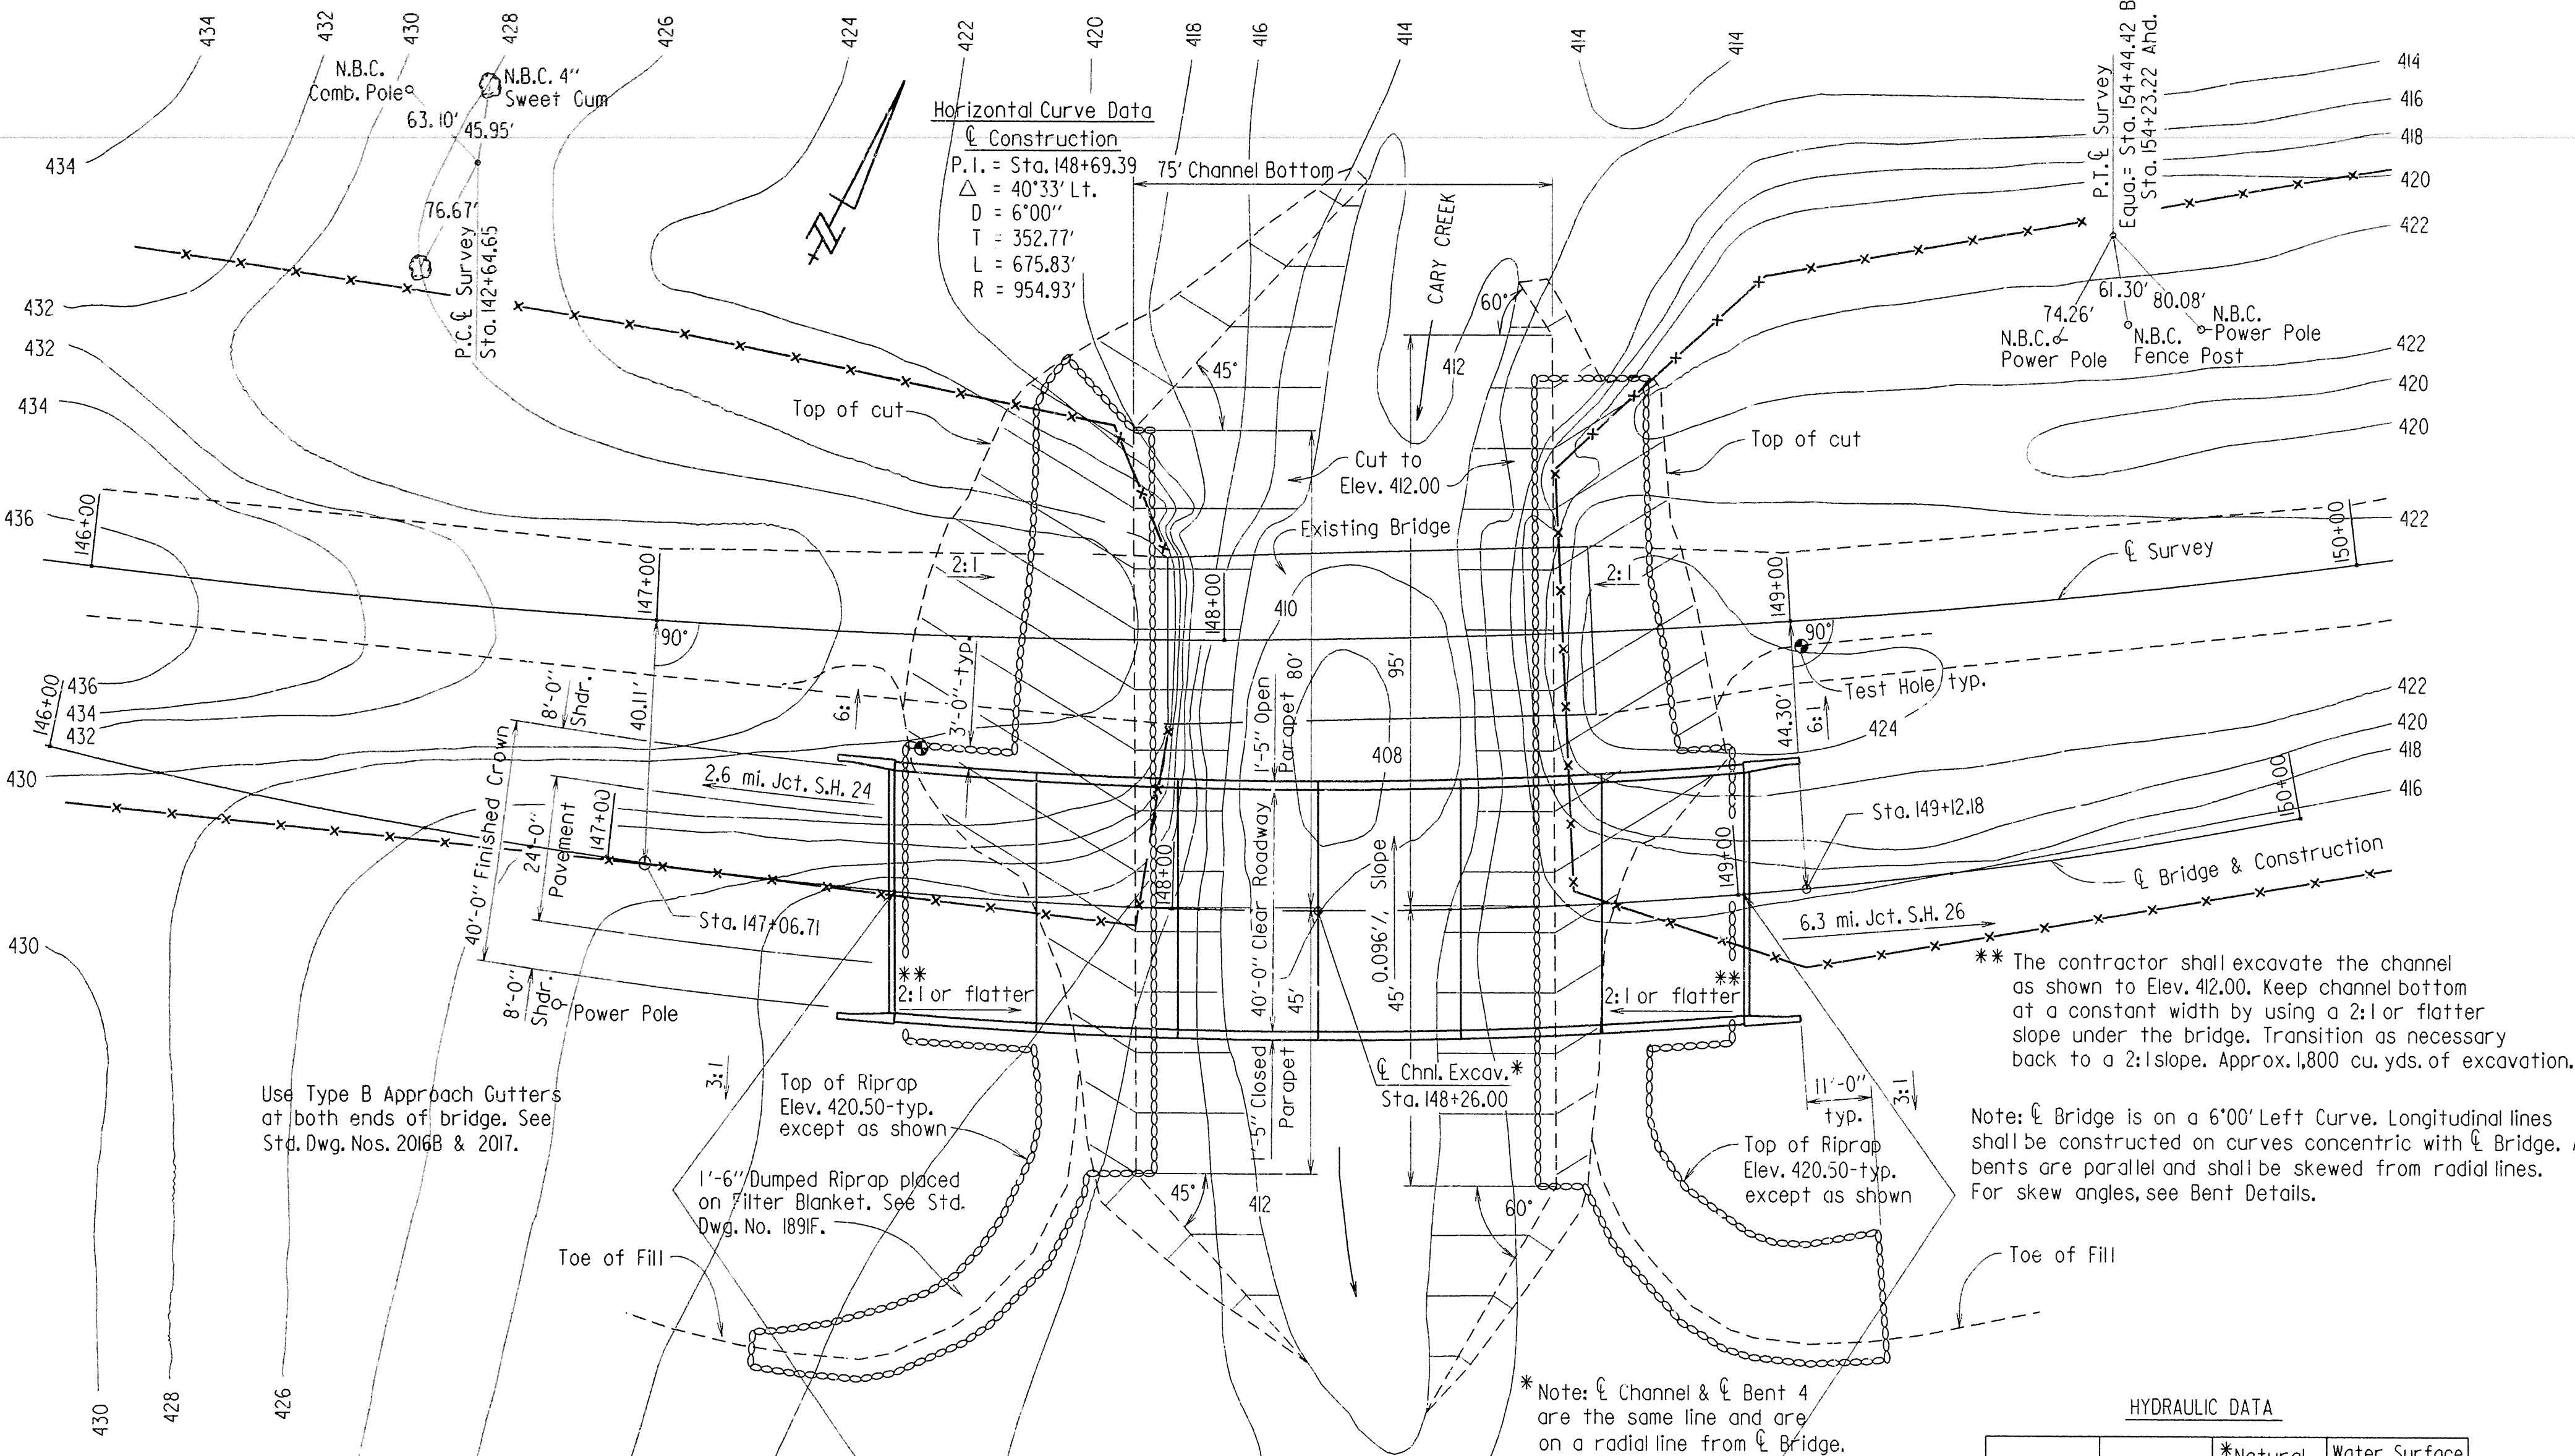 434
432
430
428
426
424
422
420
418
416
414
414
414
N.B.C.
Comb. Pole
N.B.C. 4"
Sweet Gum
63.10'
45.95'
76.67'
P.C. ℄ Survey
Sta. 142+64.65
Horizontal Curve Data
℄ Construction
P.I. = Sta. 148+69.39
△ = 40°33' Lt.
D = 6°00"
T = 352.77'
L = 675.83'
R = 954.93'
75' Channel Bottom
CARY CREEK
P.T. ℄ Survey
Equa.= Sta. 154+44.42 B
Sta. 154+23.22 Ahd.
414
416
418
420
422
74.26'
61.30'
80.08'
N.B.C.
Power Pole
N.B.C.
Fence Post
N.B.C.
Power Pole
422
420
420
422
434
432
432
434
436
60°
412
45°
Top of cut
Top of cut
Cut to
Elev. 412.00
Existing Bridge
146+00
147+00
148+00
149+00
150+00
℄ Survey
2:1
2:1
90°
90°
410
40.11'
8'-0"
Shdr.
6:1
3'-0"-typ.
1'-5" Open
Parapet
80'
95'
Test Hole typ.
44.30'
6:1
424
408
436
434
432
430
146+00
422
420
418
416
2.6 mi. Jct. S.H. 24
40'-0" Finished Crown
24'-0"
Pavement
147+00
148+00
149+00
150+00
Sta. 149+12.18
Sta. 147+06.71
40'-0" Clear Roadway
45'
45'
0.096'/' Slope
℄ Bridge & Construction
6.3 mi. Jct. S.H. 26
430
8'-0"
Shdr.
Power Pole
**
2:1 or flatter
**
2:1 or flatter
** The contractor shall excavate the channel
as shown to Elev. 412.00. Keep channel bottom
at a constant width by using a 2:1 or flatter
slope under the bridge. Transition as necessary
back to a 2:1 slope. Approx. 1,800 cu. yds. of excavation.
Use Type B Approach Gutters
at both ends of bridge. See
Std. Dwg. Nos. 2016B & 2017.
3:1
Top of Riprap
Elev. 420.50-typ.
except as shown
1'-5" Closed
Parapet
℄ Chnl. Excav.*
Sta. 148+26.00
11'-0"
typ.
3:1
Note: ℄ Bridge is on a 6°00' Left Curve. Longitudinal lines
shall be constructed on curves concentric with ℄ Bridge.
bents are parallel and shall be skewed from radial lines.
For skew angles, see Bent Details.
1'-6" Dumped Riprap placed
on Filter Blanket. See Std.
Dwg. No. 1891F.
45°
412
60°
Top of Riprap
Elev. 420.50-typ.
except as shown
Toe of Fill
Toe of Fill
430
428
426
*Note: ℄ Channel & ℄ Bent 4
are the same line and are
on a radial line from ℄ Bridge.
HYDRAULIC DATA
*Natural
Water Surface